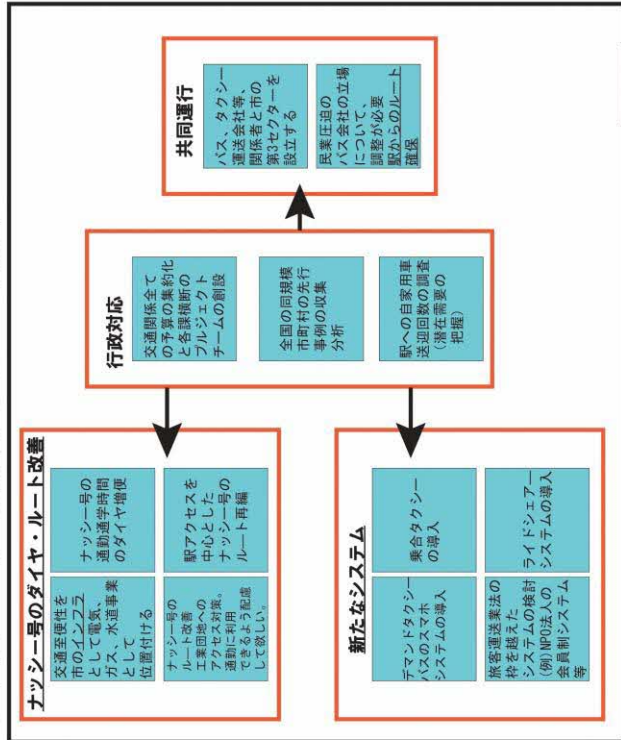 ナッシー号のダイヤ・ルート改善
交通至便性を
市のインフラ
として電気、
ガス、水道事業
として
位置付ける
ナッシー号の
通勤通学時間
のダイヤ増便
ナッシー号の
ルート改善
工業団地への
アクセス対策。
通勤に利用
できるよう配慮
して欲しい。
駅アクセスを
中心とした
ナッシー号の
ルート再編
新たなシステム
デマンドタクシー
バスのスマホ
システムの導入
乗合タクシー
の導入
旅客運送業法の
枠を越えた
システムの検討
(例)NPO法人の
会員制システム
等
ライドシェアー
システムの導入
行政対応
交通関係全て
の予算の集約化
と各課横断の
プルジェクト
チームの創設
全国の同規模
市町村の先行
事例の収集
分析
駅への自家用車
送迎回数の調査
(潜在需要の
把握)
共同運行
バス、タクシー
運送会社等、
関係者と市の
第3セクターを
設立する
民業圧迫の
バス会社の立場
について、
調整が必要
駅からのルート
確保